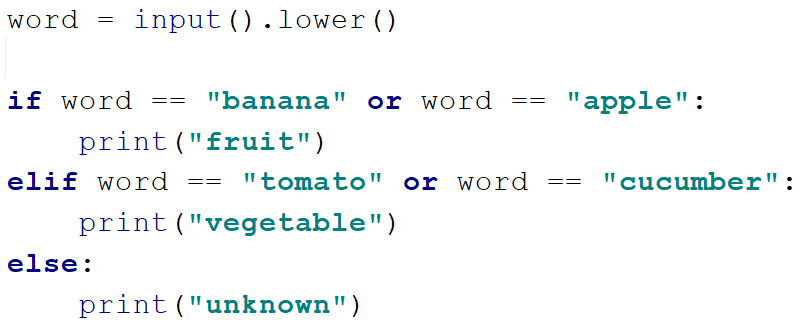 word = input().lower()
if word == "banana" or word == "apple":
    print("fruit")
elif word == "tomato" or word == "cucumber":
    print("vegetable")
else:
    print("unknown")